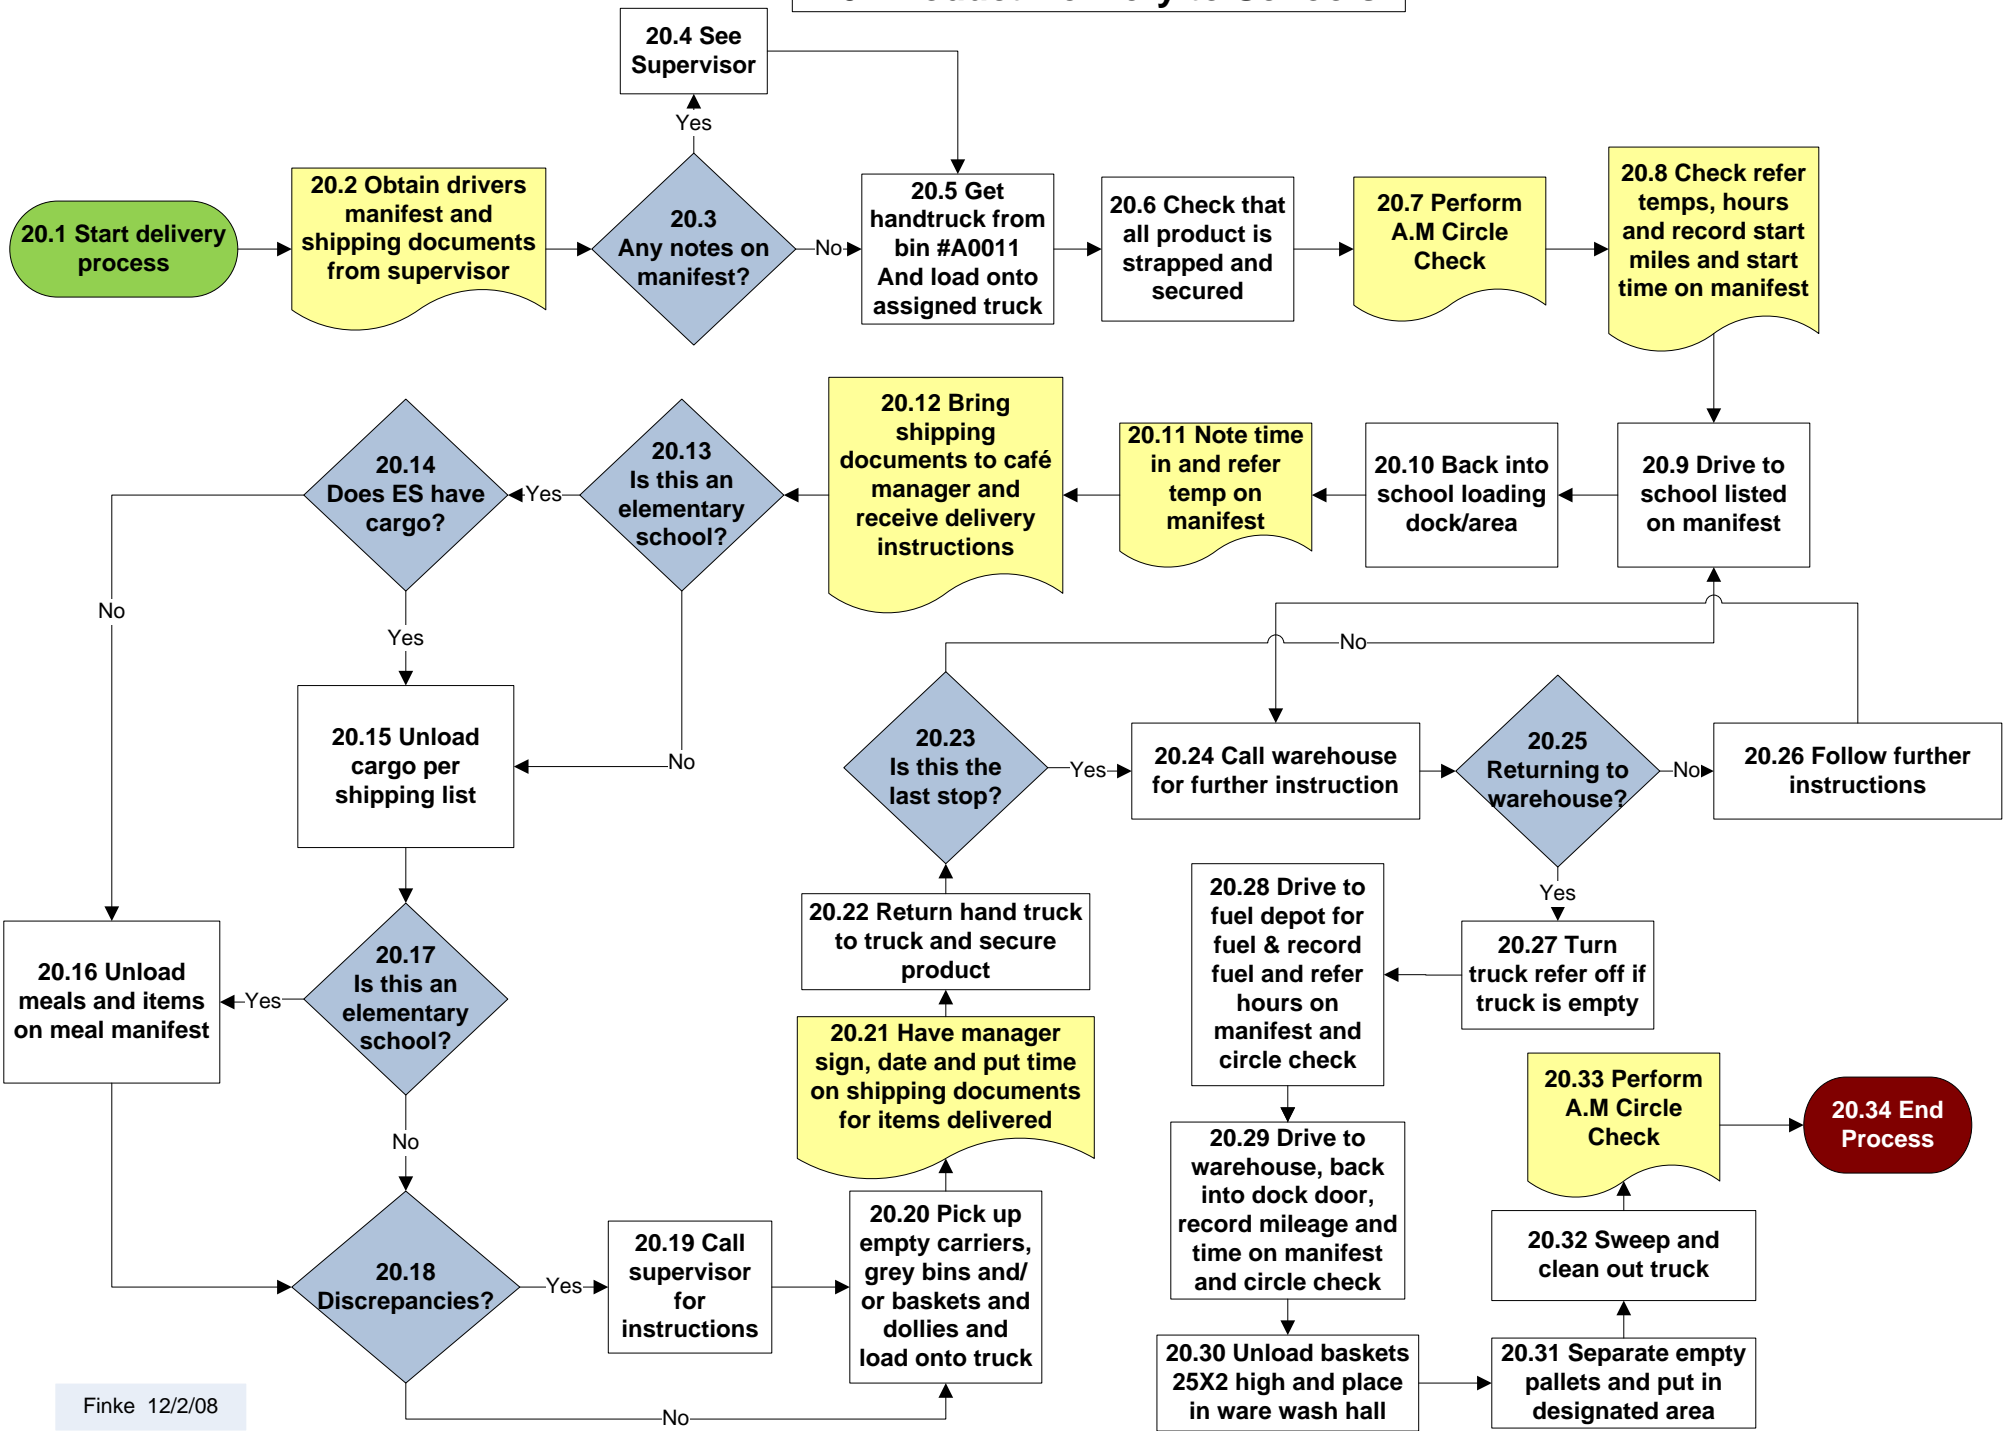 20.4 See
Supervisor
Yes
20.1 Start delivery
process
20.2 Obtain drivers
manifest and
shipping documents
from supervisor
20.3
Any notes on
manifest?
No
20.5 Get
handtruck from
bin #A0011
And load onto
assigned truck
20.6 Check that
all product is
strapped and
secured
20.7 Perform
A.M Circle
Check
20.8 Check refer
temps, hours
and record start
miles and start
time on manifest
20.9 Drive to
school listed
on manifest
20.10 Back into
school loading
dock/area
20.11 Note time
in and refer
temp on
manifest
20.12 Bring
shipping
documents to café
manager and
receive delivery
instructions
20.13
Is this an
elementary
school?
Yes
No
20.14
Does ES have
cargo?
No
Yes
20.15 Unload
cargo per
shipping list
20.16 Unload
meals and items
on meal manifest
20.17
Is this an
elementary
school?
Yes
No
20.18
Discrepancies?
Yes
No
20.19 Call
supervisor
for
instructions
20.20 Pick up
empty carriers,
grey bins and/
or baskets and
dollies and
load onto truck
20.21 Have manager
sign, date and put time
on shipping documents
for items delivered
20.22 Return hand truck
to truck and secure
product
20.23
Is this the
last stop?
No
Yes
20.24 Call warehouse
for further instruction
20.25
Returning to
warehouse?
No
Yes
20.26 Follow further
instructions
20.27 Turn
truck refer off if
truck is empty
20.28 Drive to
fuel depot for
fuel & record
fuel and refer
hours on
manifest and
circle check
20.29 Drive to
warehouse, back
into dock door,
record mileage and
time on manifest
and circle check
20.30 Unload baskets
25X2 high and place
in ware wash hall
20.31 Separate empty
pallets and put in
designated area
20.32 Sweep and
clean out truck
20.33 Perform
A.M Circle
Check
20.34 End
Process
Finke 12/2/08